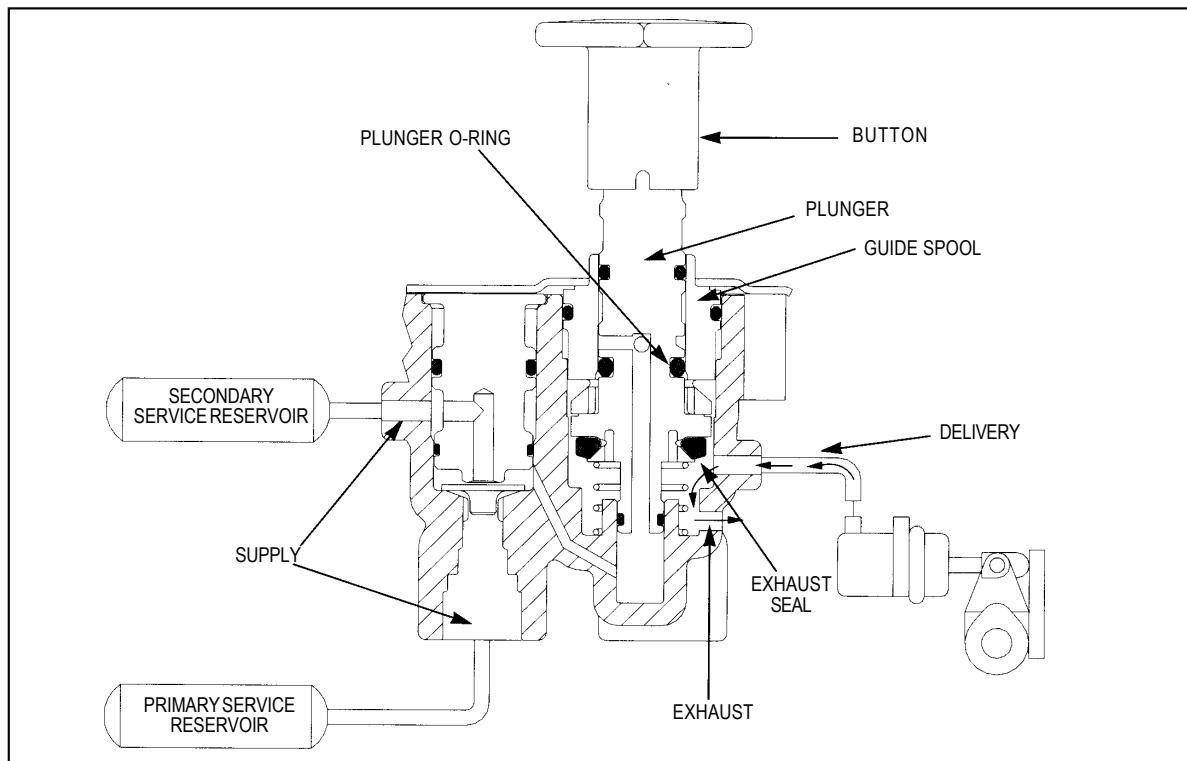 PLUNGER O-RING
BUTTON
PLUNGER
GUIDE SPOOL
SECONDARY
SERVICE RESERVOIR
DELIVERY
SUPPLY
EXHAUST
SEAL
PRIMARY SERVICE
RESERVOIR
EXHAUST